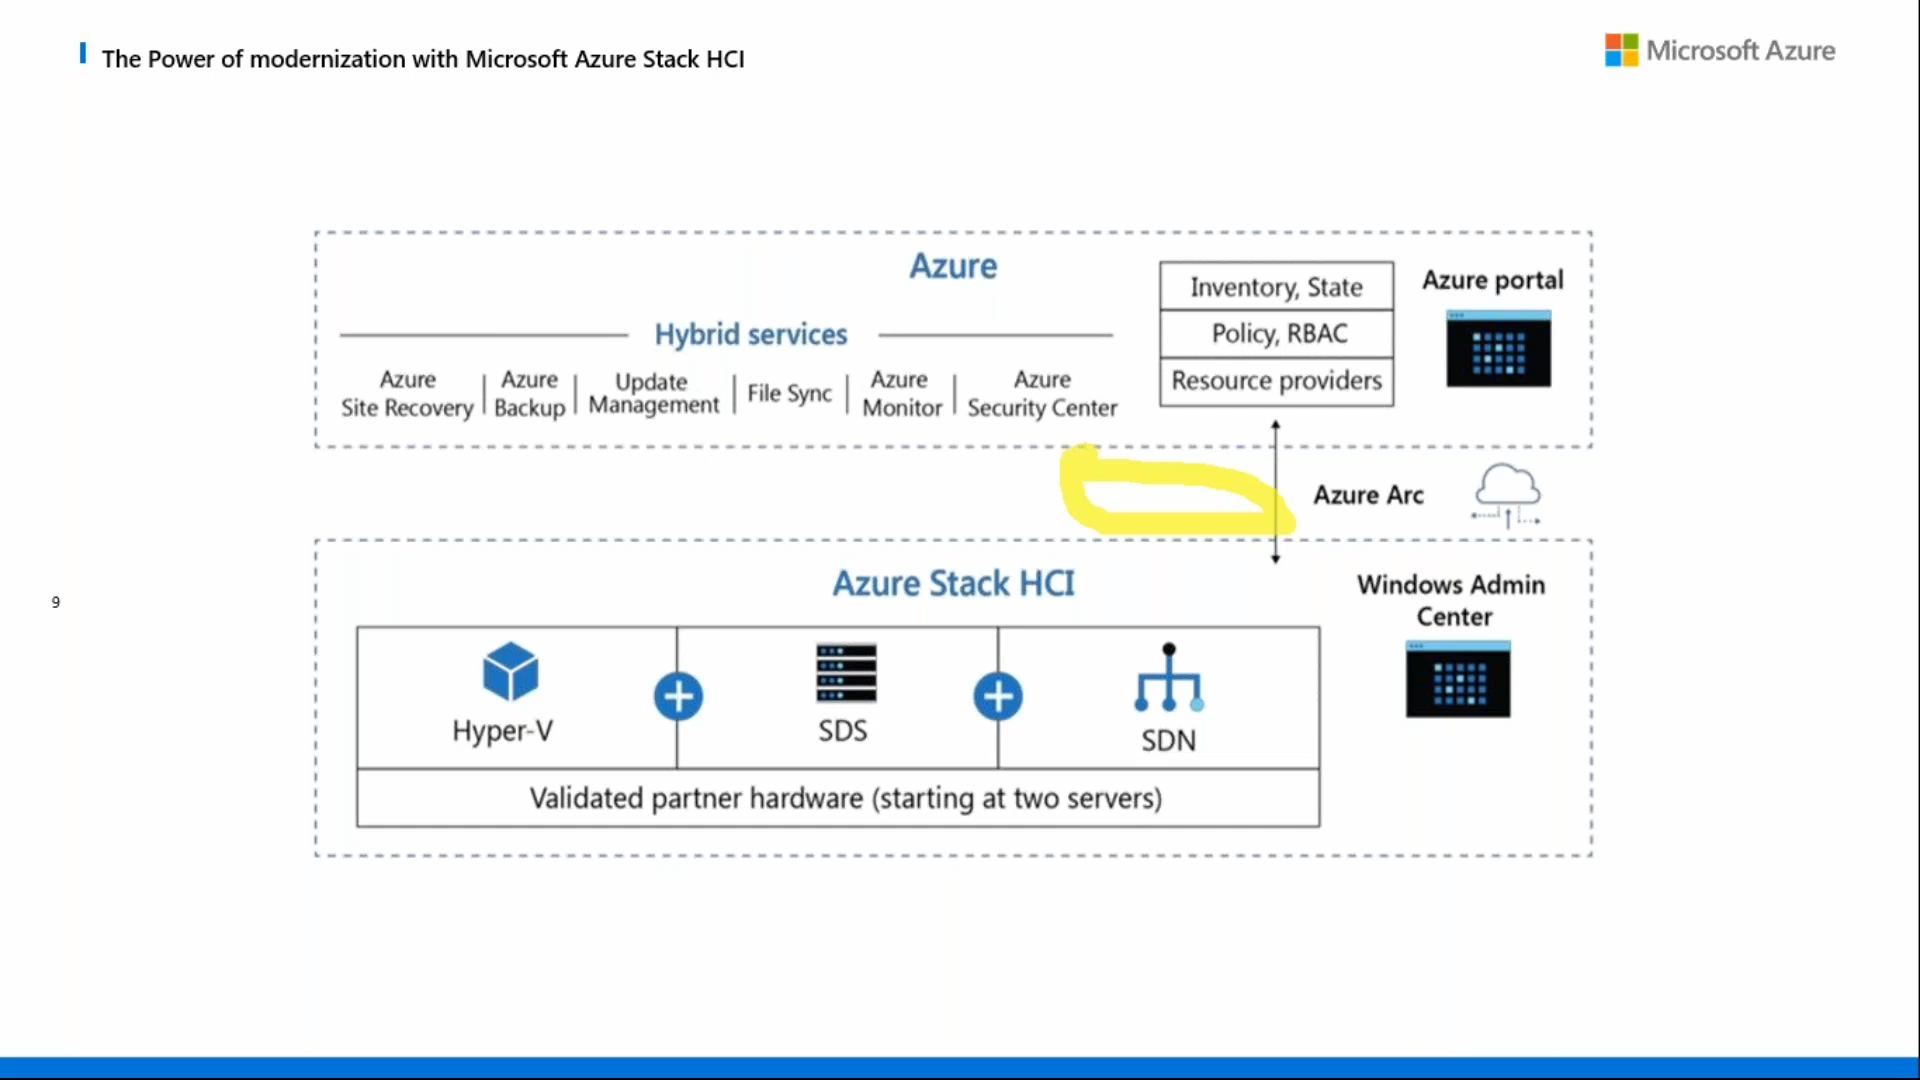 The Power of modernization with Microsoft Azure Stack HCI
Microsoft Azure
Azure
Hybrid services
Azure Site Recovery
Azure Backup
Update Management
File Sync
Azure Monitor
Azure Security Center
Inventory, State
Policy, RBAC
Resource providers
Azure portal
Azure Arc
9
Azure Stack HCI
Hyper-V
SDS
SDN
Validated partner hardware (starting at two servers)
Windows Admin
Center